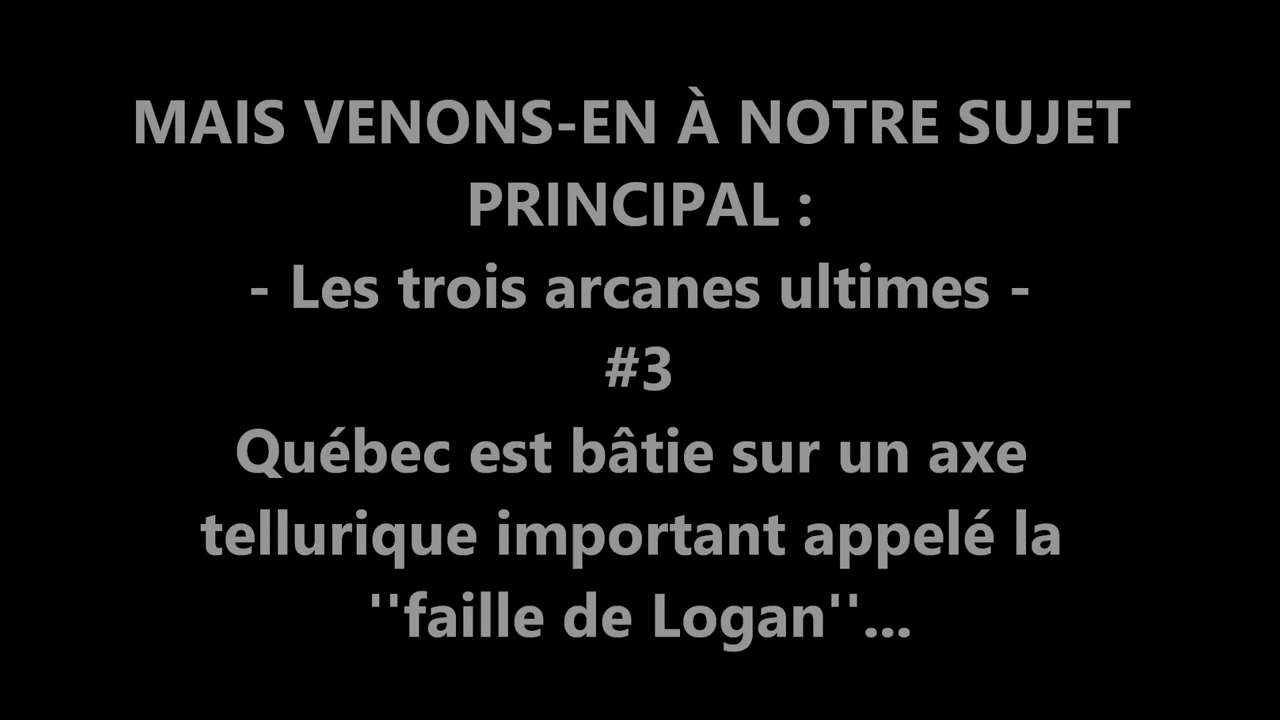 MAIS VENONS-EN À NOTRE SUJET
PRINCIPAL :
- Les trois arcanes ultimes -
#3
Québec est bâtie sur un axe
tellurique important appelé la
''faille de Logan''...